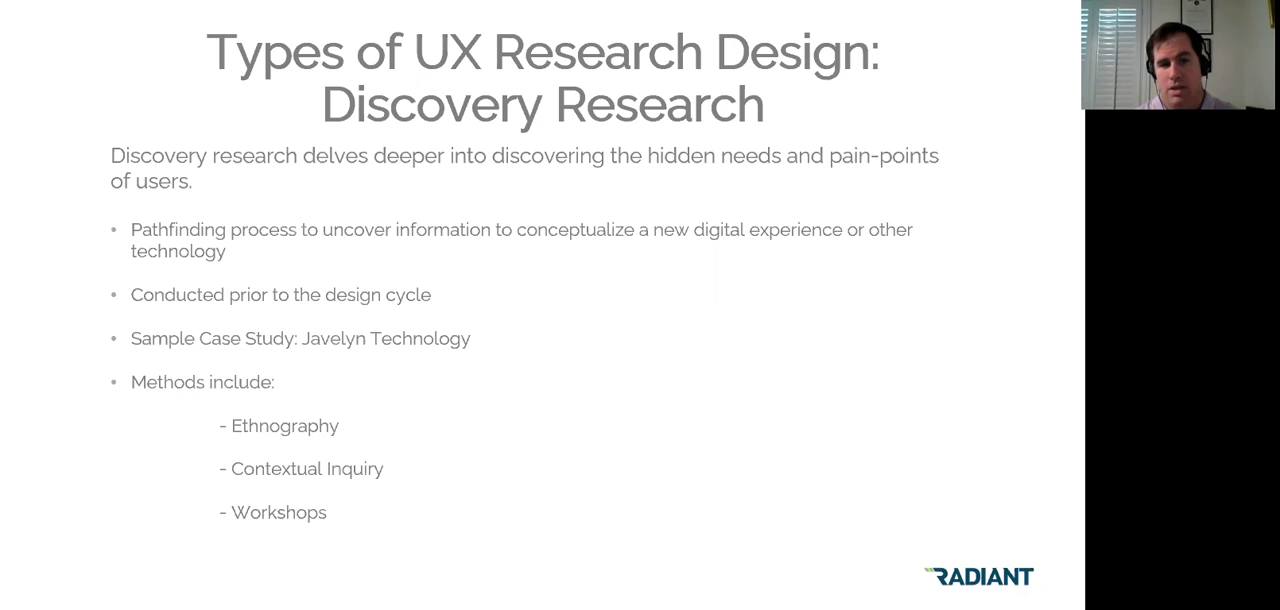 Types of UX Research Design:
Discovery Research
Discovery research delves deeper into discovering the hidden needs and pain-points
of users.
• Pathfinding process to uncover information to conceptualize a new digital experience or other
technology
• Conducted prior to the design cycle
• Sample Case Study: Javelyn Technology
• Methods include:
- Ethnography
- Contextual Inquiry
- Workshops
RADIANT